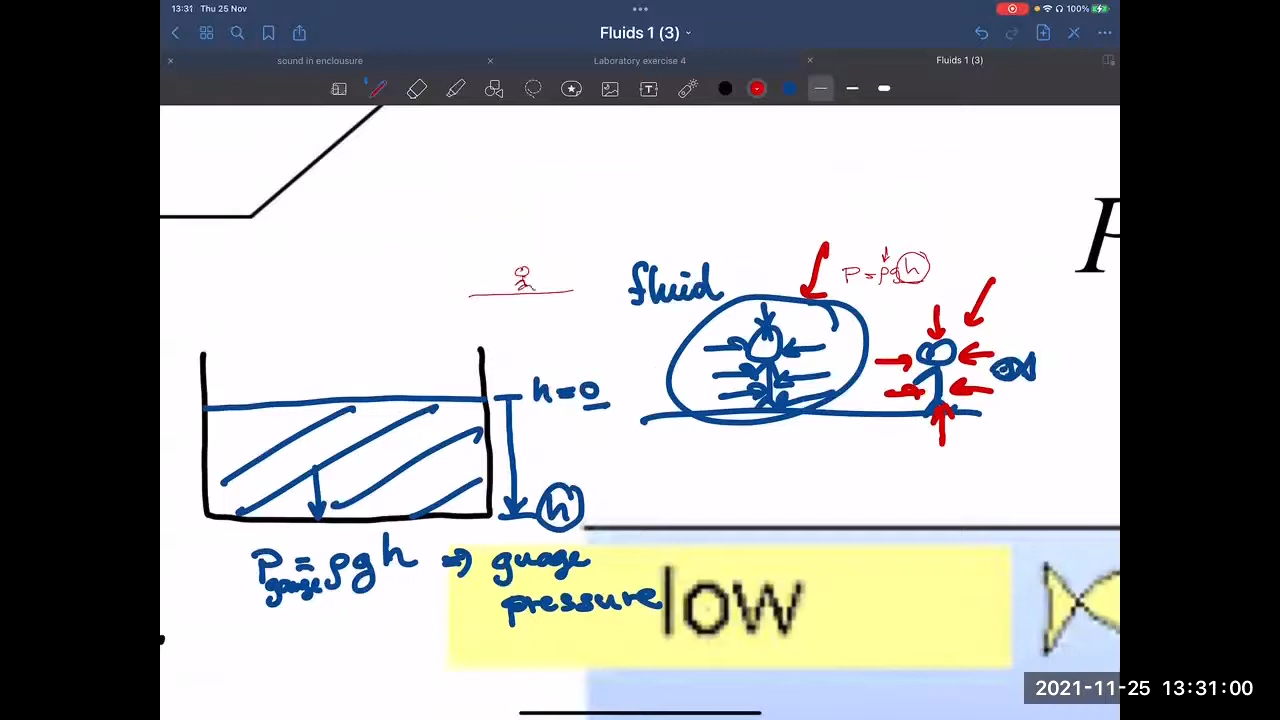 13:31 Thu 25 Nov
100%
Fluids 1 (3)
sound in enclousure
Laboratory exercise 4
Fluids 1 (3)
T
P
fluid
P = ρgh
h = 0
h
P gauge = ρgh ⇒ guage
pressure
low
2021-11-25 13:31:00